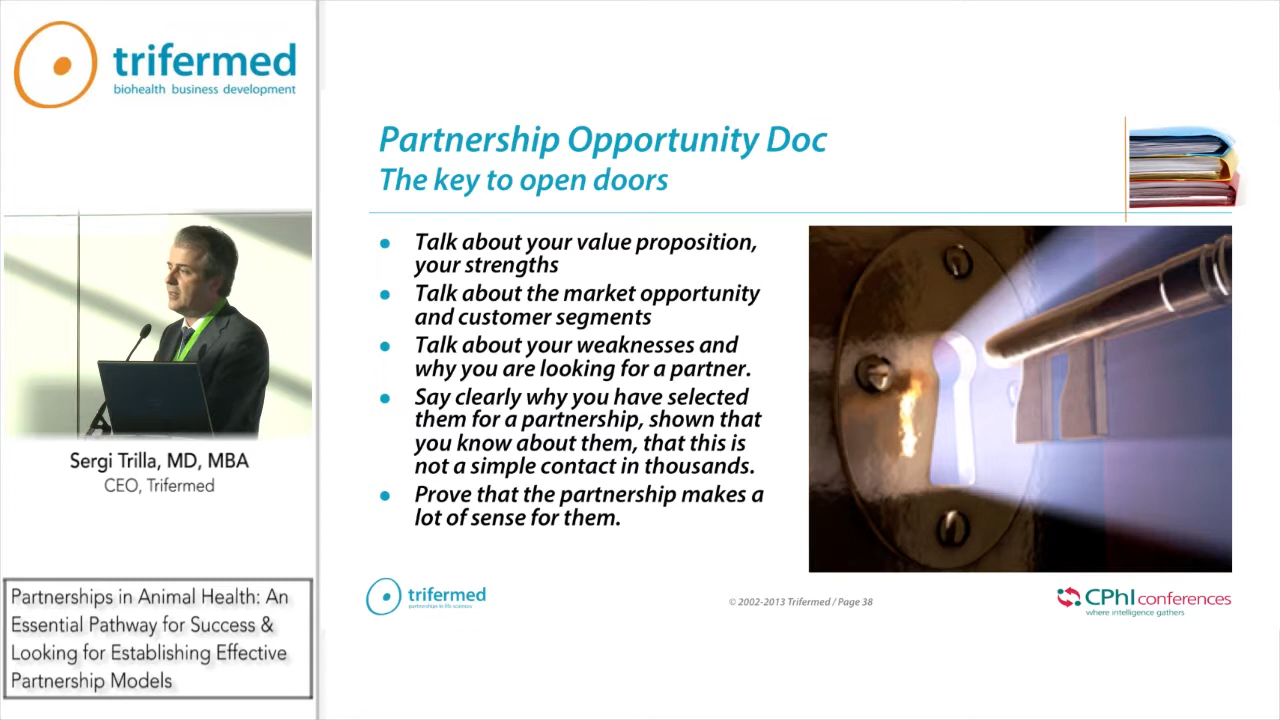 trifermed
biohealth business development
Sergi Trilla, MD, MBA
CEO, Trifermed
Partnerships in Animal Health: An
Essential Pathway for Success &
Looking for Establishing Effective
Partnership Models
Partnership Opportunity Doc
The key to open doors
Talk about your value proposition,
your strengths
Talk about the market opportunity
and customer segments
Talk about your weaknesses and
why you are looking for a partner.
Say clearly why you have selected
them for a partnership, shown that
you know about them, that this is
not a simple contact in thousands.
Prove that the partnership makes a
lot of sense for them.
trifermed
partnerships in life sciences
© 2002-2013 Trifermed / Page 38
CPhI conferences
where intelligence gathers